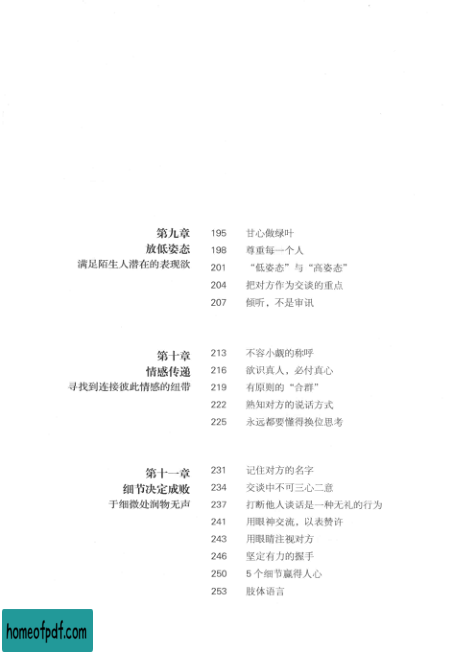 第九章
放低姿态
满足陌生人潜在的表现欲
195 甘心做绿叶
198 尊重每一个人
201 “低姿态”与“高姿态”
204 把对方作为交谈的重点
207 倾听，不是审讯
第十章
情感传递
寻找到连接彼此情感的纽带
213 不容小觑的称呼
216 欲识真人，必付真心
219 有原则的“合群”
222 熟知对方的说话方式
225 永远都要懂得换位思考
第十一章
细节决定成败
于细微处润物无声
231 记住对方的名字
234 交谈中不可三心二意
237 打断他人谈话是一种无礼的行为
241 用眼神交流，以表赞许
243 用眼睛注视对方
246 坚定有力的握手
250 5个细节赢得人心
253 肢体语言
homeofpdf.com